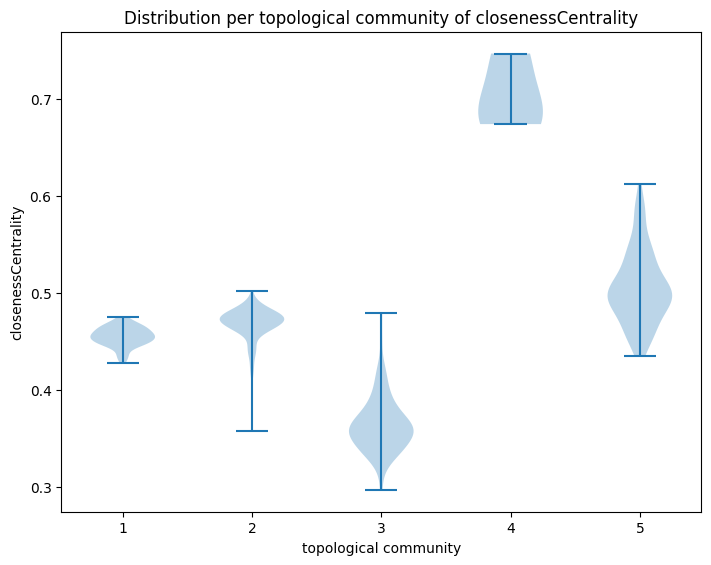 Distribution per topological community of closenessCentrality
0.7
0.6
0.5
0.4
0.3
closenessCentrality
1 2 3 4 5
topological community